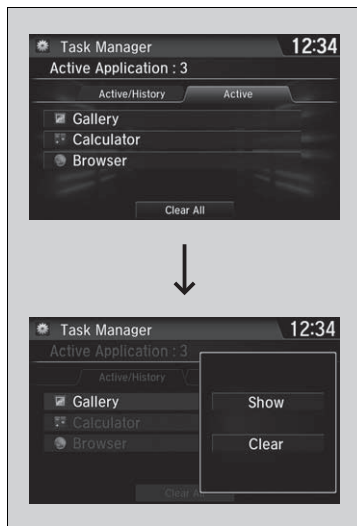 Task Manager 12:34
Active Application : 3
Active/History Active
Gallery
Calculator
Browser
Clear All
Task Manager 12:34
Active Application : 3
Active/History
Gallery Show
Calculator
Browser Clear
Clear All